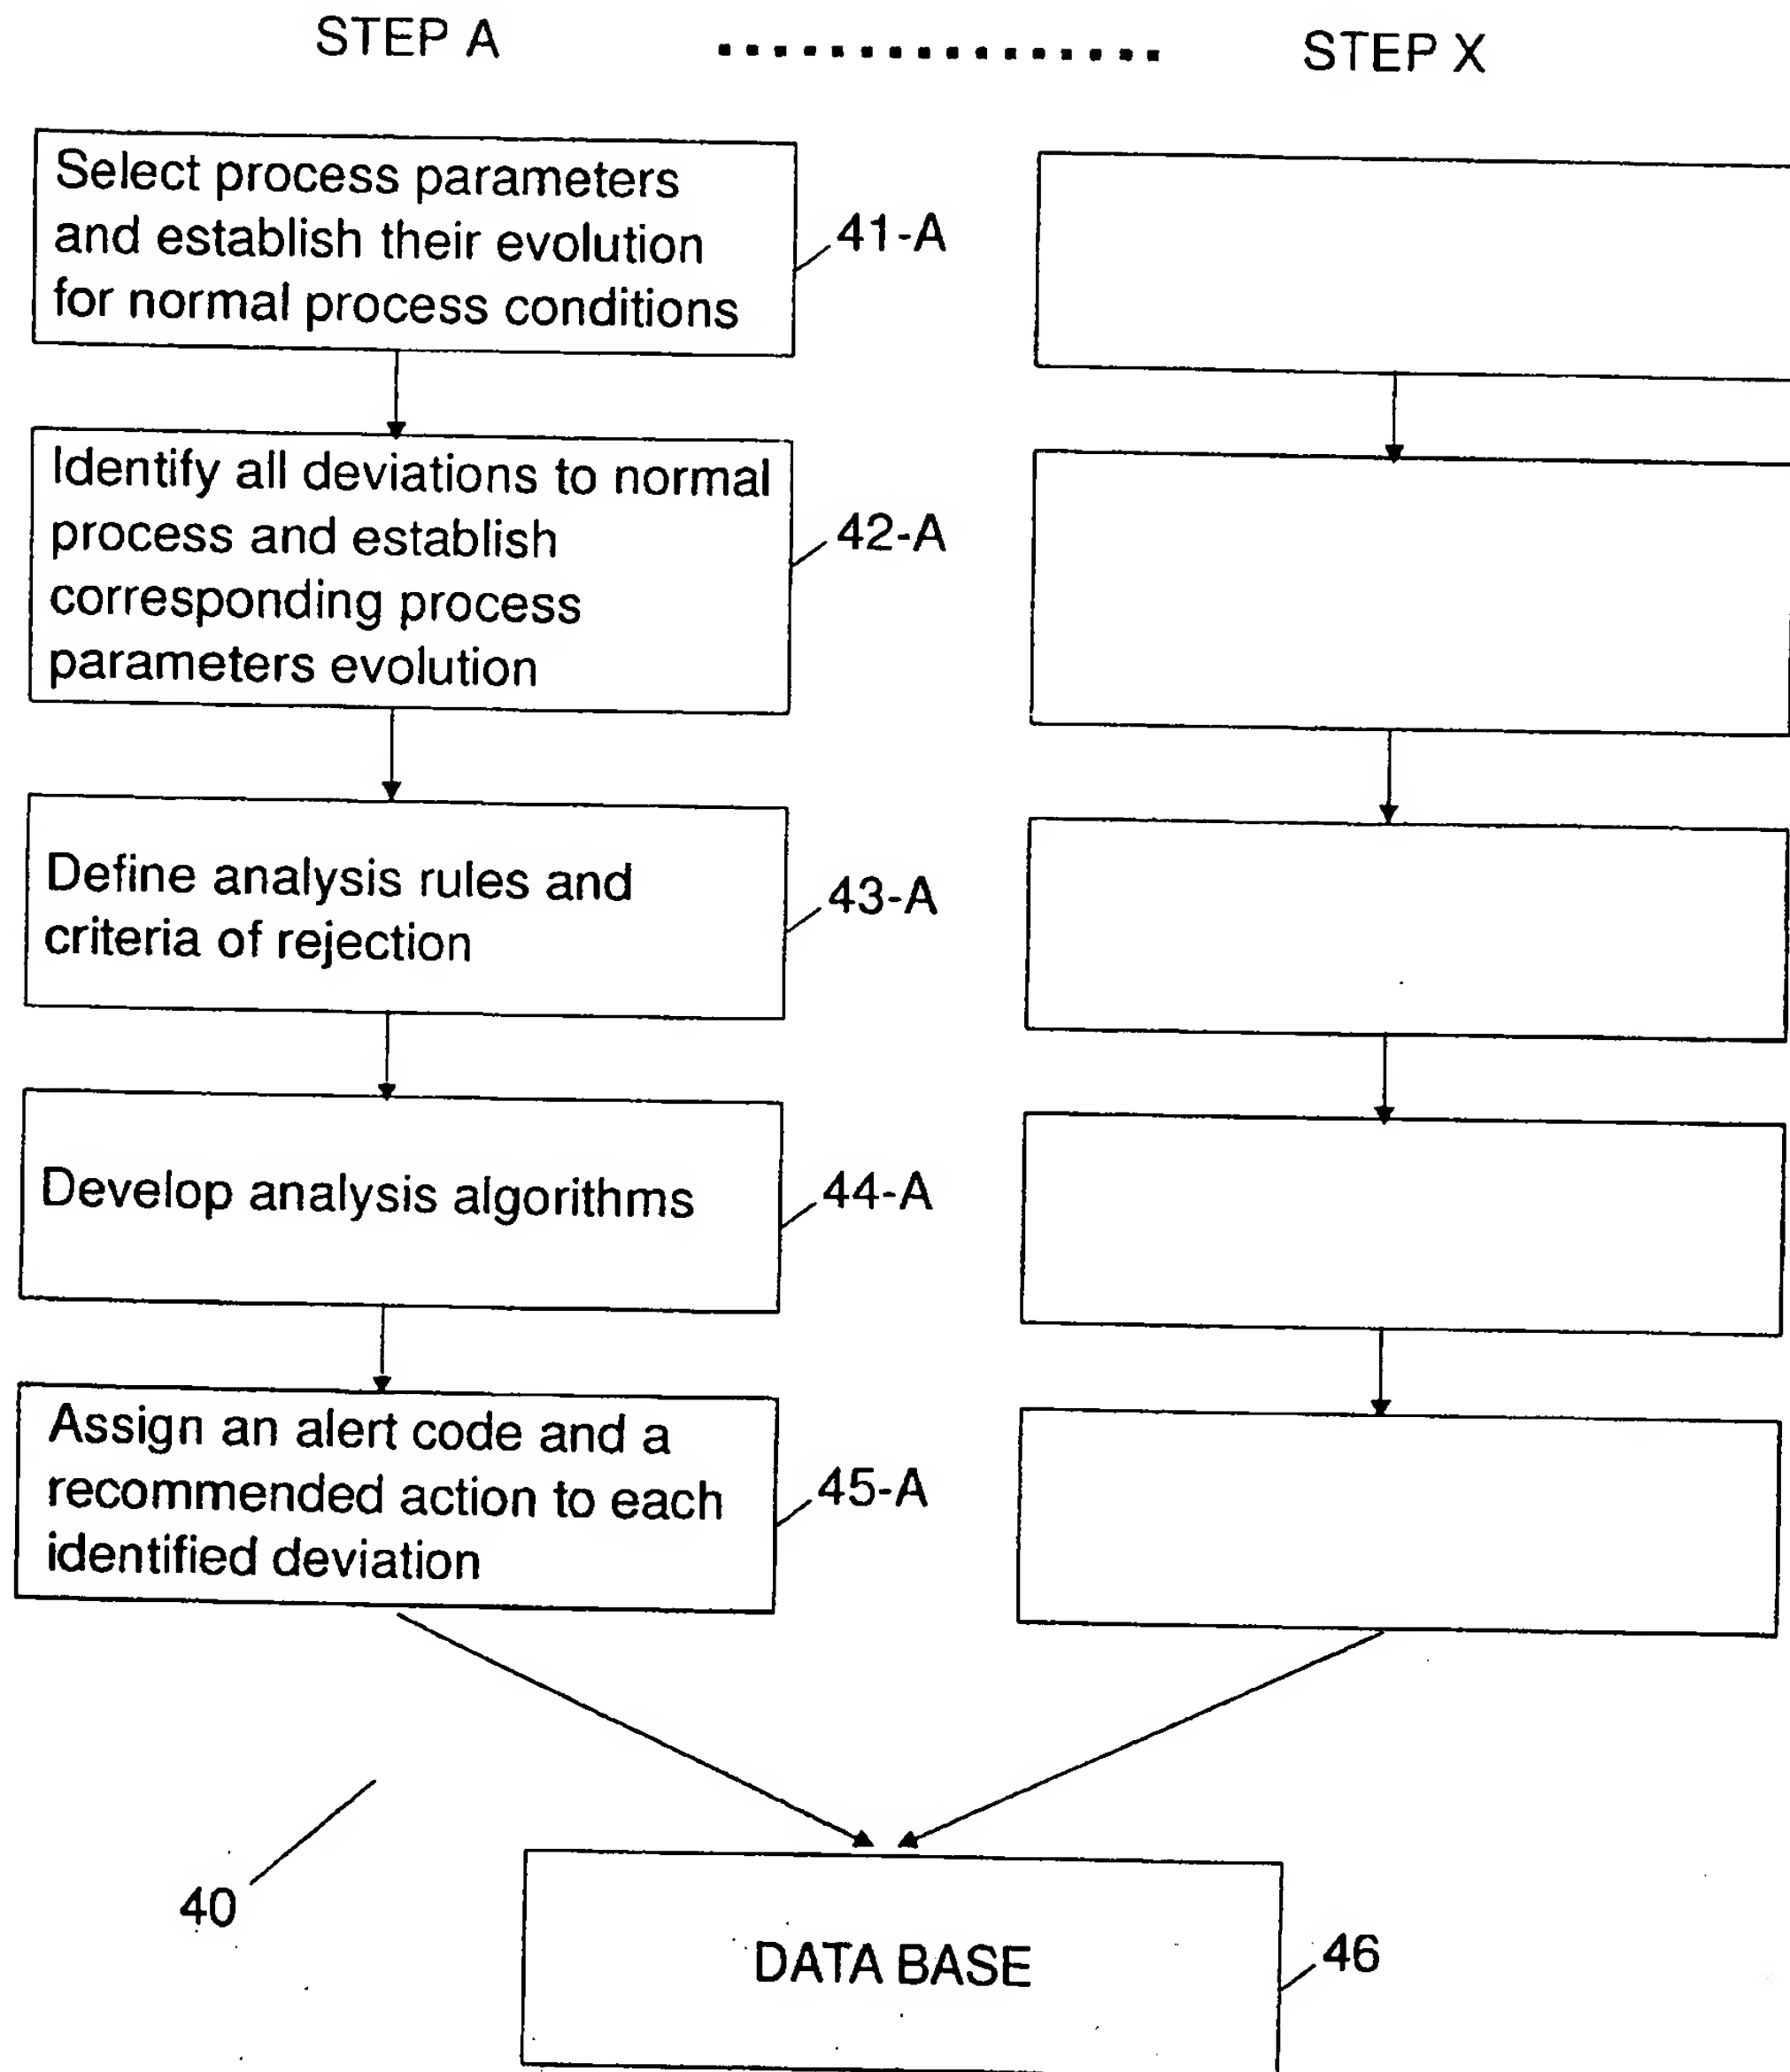 STEP A ................ STEP X
Select process parameters
and establish their evolution
for normal process conditions
41-A
Identify all deviations to normal
process and establish
corresponding process
parameters evolution
42-A
Define analysis rules and
criteria of rejection
43-A
Develop analysis algorithms
44-A
Assign an alert code and a
recommended action to each
identified deviation
45-A
40
DATA BASE
46